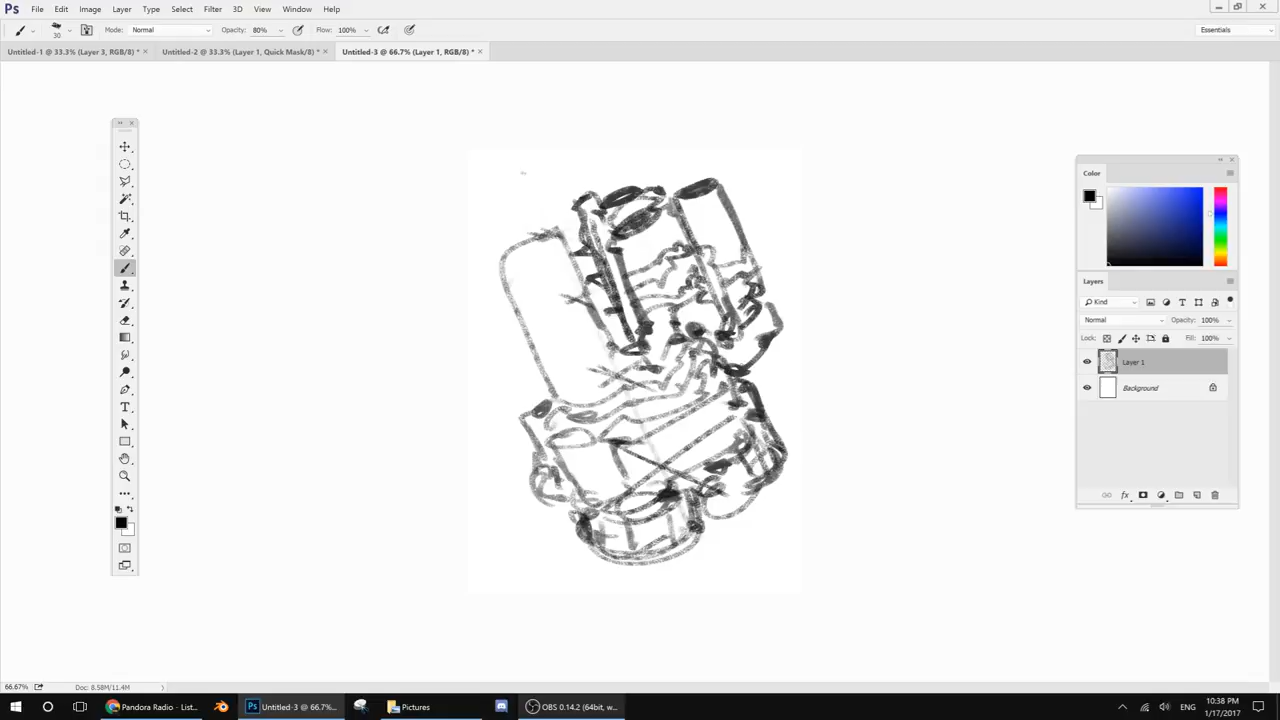 Ps File Edit Image Layer Type Select Filter 3D View Window Help
30 Mode: Normal Opacity: 80% Flow: 100% Essentials
Untitled-1 @ 33.3% (Layer 3, RGB/8) * × Untitled-2 @ 33.3% (Layer 1, Quick Mask/8) * × Untitled-3 @ 66.7% (Layer 1, RGB/8) * ×
Color
Layers
Kind
Normal Opacity: 100%
Lock: Fill: 100%
Layer 1
Background
fx
66.67% Doc: 8.58M/11.4M
Pandora Radio - List... Ps Untitled-3 @ 66.7%... Pictures OBS 0.14.2 (64bit, w... ENG 10:38 PM
1/17/2017